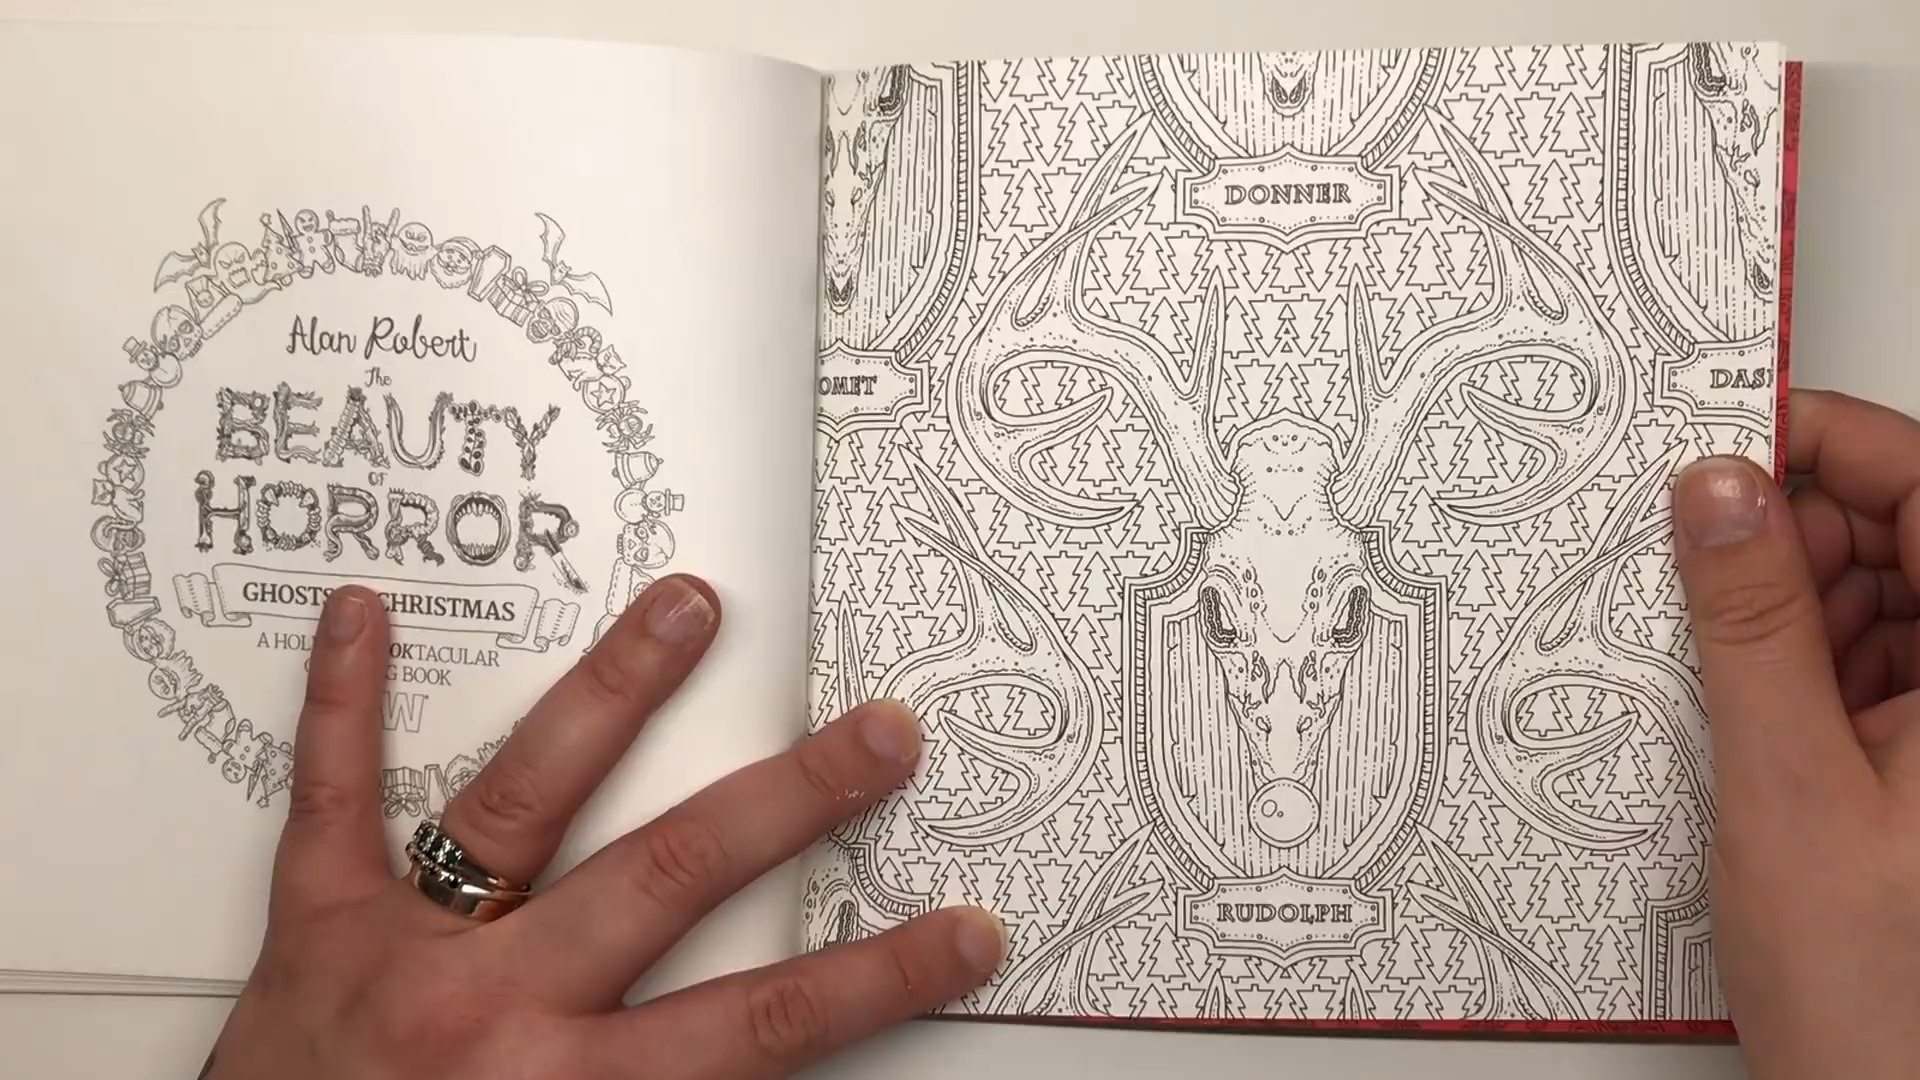 Alan Robert
The
BEAUTY
OF
HORROR
GHOSTS CHRISTMAS
A HOL OKTACULAR
G BOOK
W
DONNER
OMET
DAS
RUDOLPH